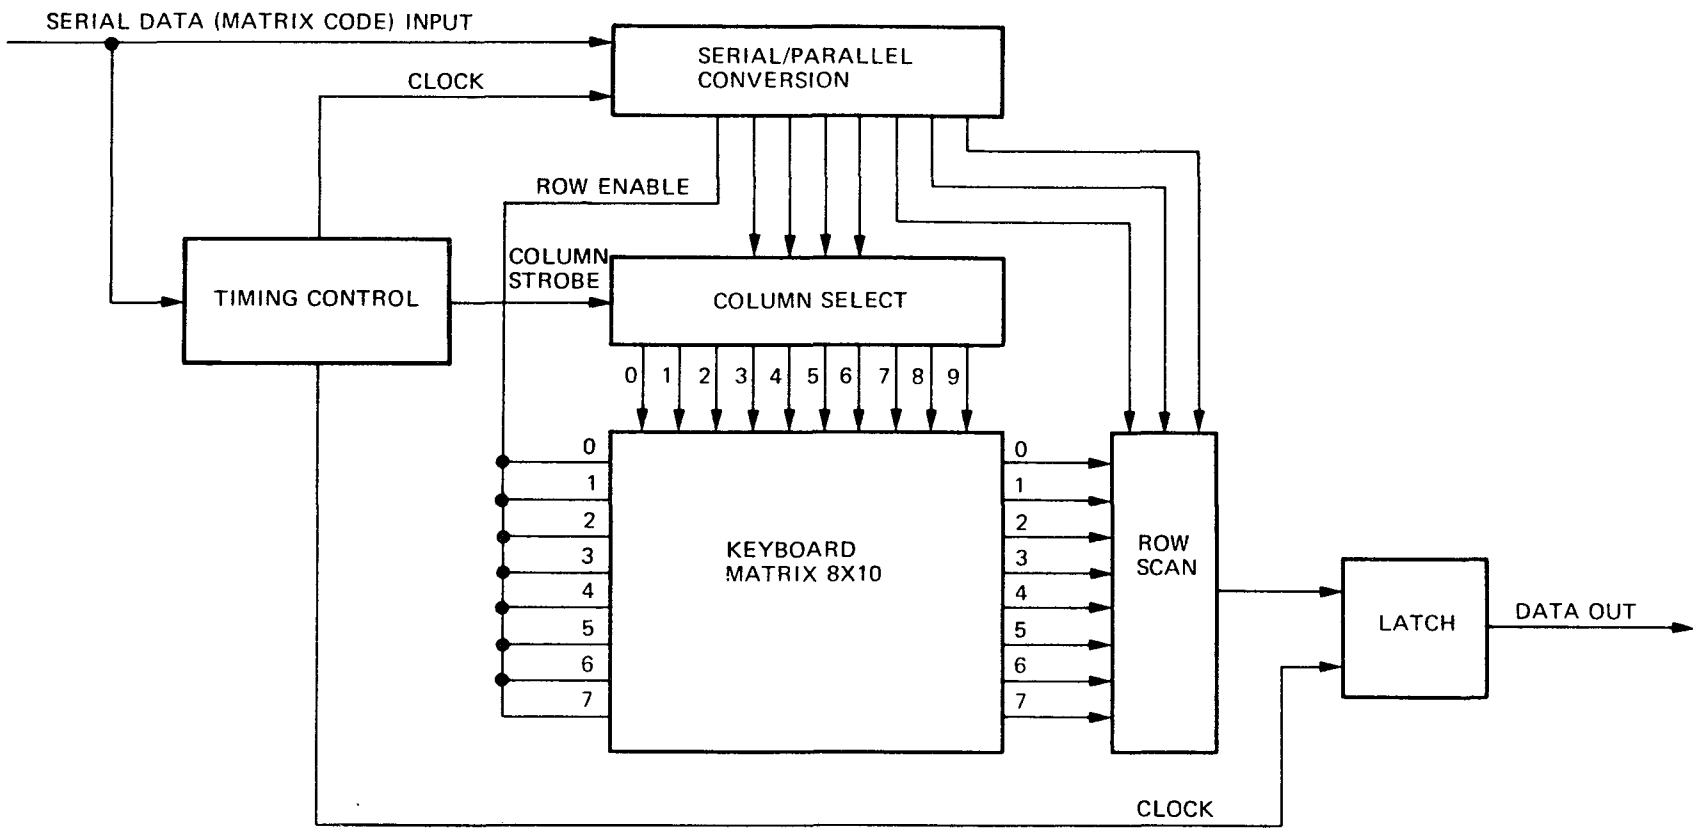 SERIAL DATA (MATRIX CODE) INPUT
SERIAL/PARALLEL
CONVERSION
CLOCK
ROW ENABLE
COLUMN
STROBE
TIMING CONTROL
COLUMN SELECT
0 1 2 3 4 5 6 7 8 9
0
1
2
3
4
5
6
7
KEYBOARD
MATRIX 8X10
0
1
2
3
4
5
6
7
ROW
SCAN
LATCH
DATA OUT
CLOCK